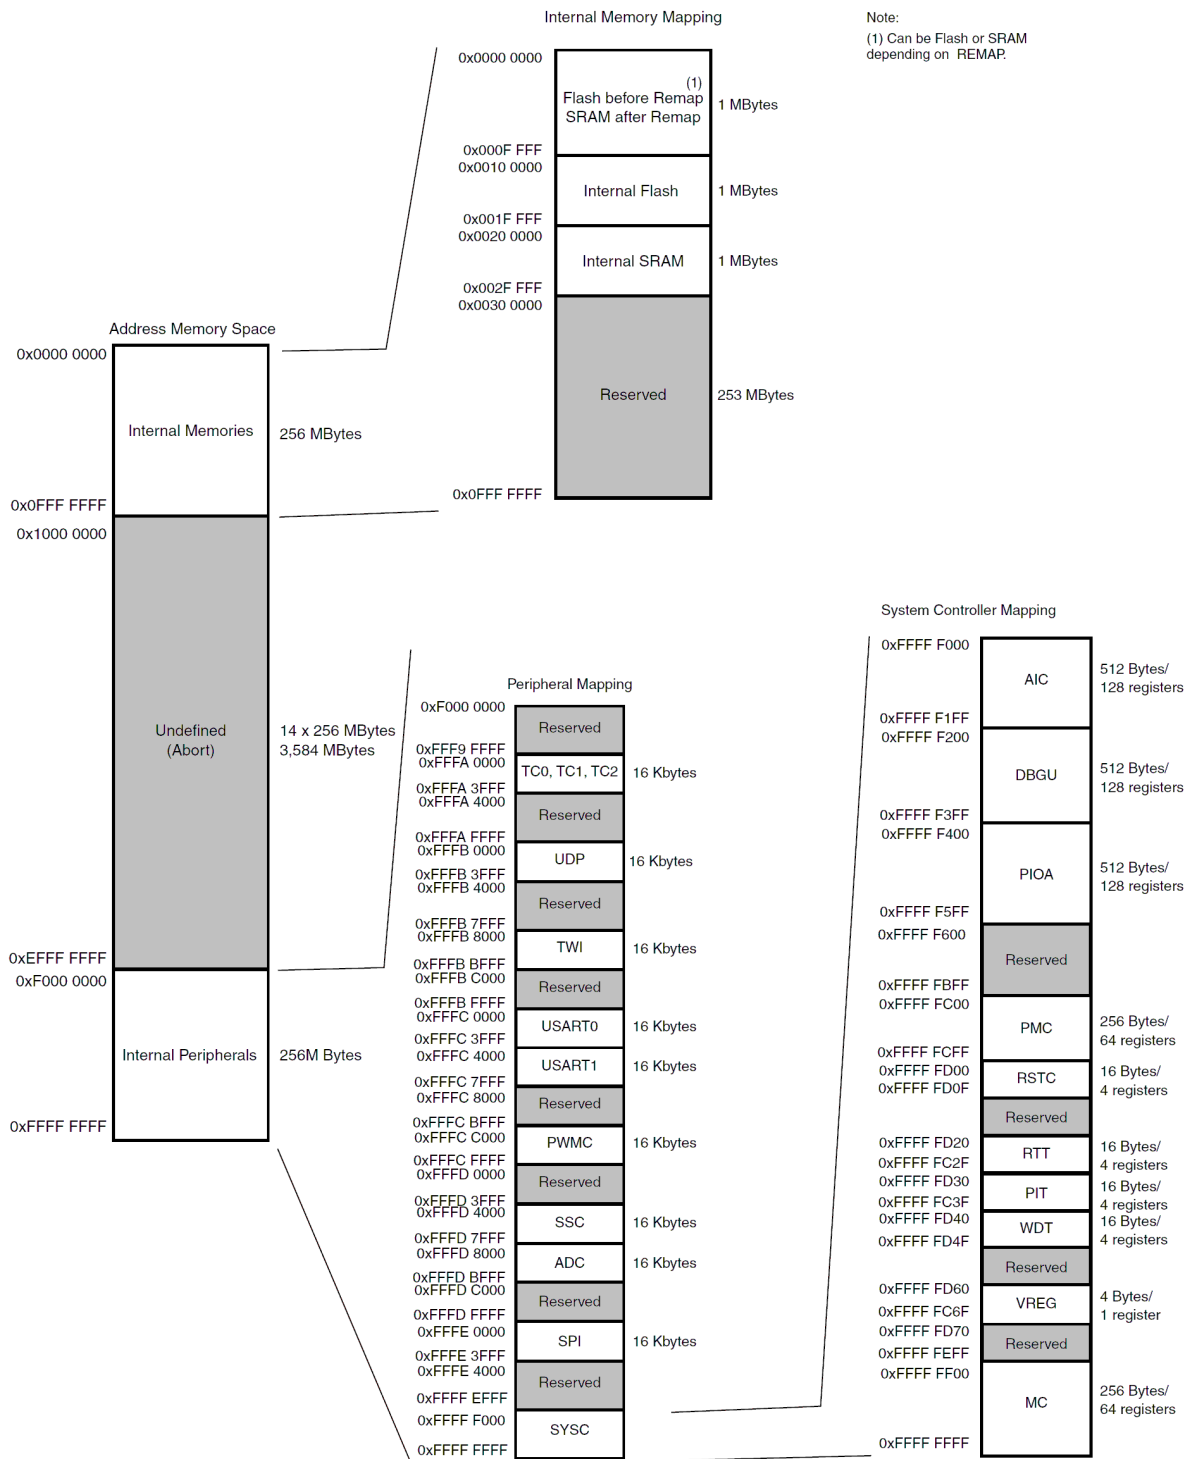 Internal Memory Mapping
Note:
(1) Can be Flash or SRAM
depending on REMAP.
0x0000 0000
(1)
Flash before Remap
SRAM after Remap
1 MBytes
0x000F FFF
0x0010 0000
Internal Flash
1 MBytes
0x001F FFF
0x0020 0000
Internal SRAM
1 MBytes
0x002F FFF
0x0030 0000
Reserved
253 MBytes
0x0FFF FFFF
Address Memory Space
0x0000 0000
Internal Memories
256 MBytes
0x0FFF FFFF
0x1000 0000
Undefined
(Abort)
14 x 256 MBytes
3,584 MBytes
0xEFFF FFFF
0xF000 0000
Internal Peripherals
256M Bytes
0xFFFF FFFF
Peripheral Mapping
0xF000 0000
Reserved
0xFFF9 FFFF
0xFFFA 0000
TC0, TC1, TC2
16 Kbytes
0xFFFA 3FFF
0xFFFA 4000
Reserved
0xFFFA FFFF
0xFFFB 0000
UDP
16 Kbytes
0xFFFB 3FFF
0xFFFB 4000
Reserved
0xFFFB 7FFF
0xFFFB 8000
TWI
16 Kbytes
0xFFFB BFFF
0xFFFB C000
Reserved
0xFFFB FFFF
0xFFFC 0000
USART0
16 Kbytes
0xFFFC 3FFF
0xFFFC 4000
USART1
16 Kbytes
0xFFFC 7FFF
0xFFFC 8000
Reserved
0xFFFC BFFF
0xFFFC C000
PWMC
16 Kbytes
0xFFFC FFFF
0xFFFD 0000
Reserved
0xFFFD 3FFF
0xFFFD 4000
SSC
16 Kbytes
0xFFFD 7FFF
0xFFFD 8000
ADC
16 Kbytes
0xFFFD BFFF
0xFFFD C000
Reserved
0xFFFD FFFF
0xFFFE 0000
SPI
16 Kbytes
0xFFFE 3FFF
0xFFFE 4000
Reserved
0xFFFF EFFF
0xFFFF F000
SYSC
0xFFFF FFFF
System Controller Mapping
0xFFFF F000
AIC
512 Bytes/
128 registers
0xFFFF F1FF
0xFFFF F200
DBGU
512 Bytes/
128 registers
0xFFFF F3FF
0xFFFF F400
PIOA
512 Bytes/
128 registers
0xFFFF F5FF
0xFFFF F600
Reserved
0xFFFF FBFF
0xFFFF FC00
PMC
256 Bytes/
64 registers
0xFFFF FCFF
0xFFFF FD00
RSTC
16 Bytes/
4 registers
0xFFFF FD0F
Reserved
0xFFFF FD20
RTT
16 Bytes/
4 registers
0xFFFF FC2F
0xFFFF FD30
PIT
16 Bytes/
4 registers
0xFFFF FC3F
0xFFFF FD40
WDT
16 Bytes/
4 registers
0xFFFF FD4F
Reserved
0xFFFF FD60
VREG
4 Bytes/
1 register
0xFFFF FC6F
0xFFFF FD70
Reserved
0xFFFF FEFF
0xFFFF FF00
MC
256 Bytes/
64 registers
0xFFFF FFFF